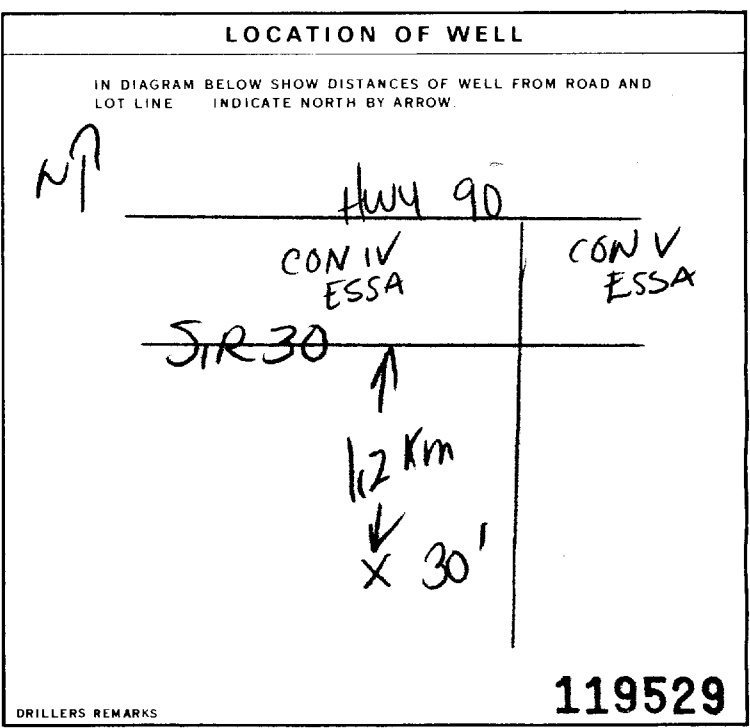 LOCATION OF WELL
IN DIAGRAM BELOW SHOW DISTANCES OF WELL FROM ROAD AND
LOT LINE INDICATE NORTH BY ARROW.
N
HWY 90
CON IV
ESSA
CON V
ESSA
S,R 30
1,2 Km
X 30'
119529
DRILLERS REMARKS